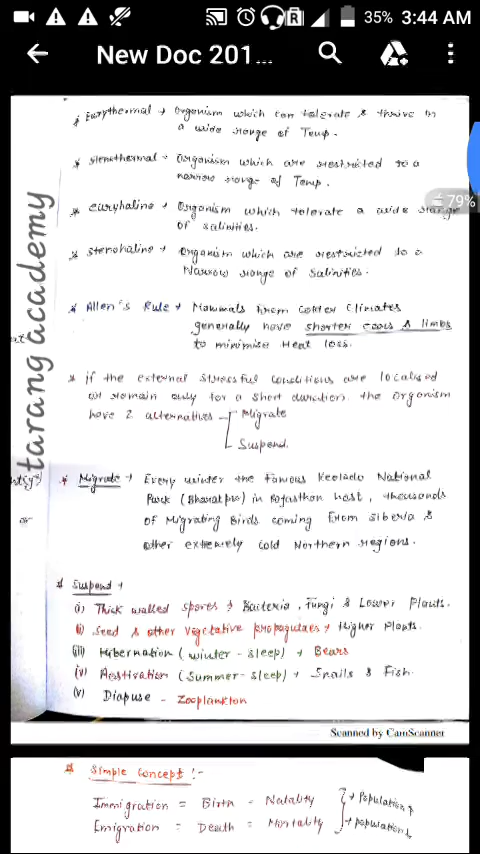 35% 3:44 AM
New Doc 201...
79%
tarang academy
* Eurythermal → Organism which can tolerate & thrive in
a wide range of Temp.
* stenothermal - Organism which are restricted to a
narrow range of Temp.
* euryhaline → Organism which tolerate a wide range
of salinities.
* stenohaline → Organism which are restricted to a
Narrow range of Salinities.
* Allen's Rule → Mammals from colder climates
generally have shorter ears & limbs
to minimise Heat loss.
* if the external stressful conditions are localised
or remain only for a short duration, the organism
have 2 alternatives - Migrate
Suspend.
* Migrate → Every winter the Famous Keolado National
Park (Bharatpur) in Rajasthan host, thousands
or
of Migrating Birds coming From Siberia &
other extremely cold Northern regions.
* Suspend →
(i) Thick walled spores → Bacteria, Fungi & Lower Plants.
(ii) Seed & other Vegetative propagules → Higher Plants.
(iii) Hibernation (winter-sleep) → Bears
(iv) Aestivation (Summer-sleep) → Snails & Fish.
(v) Diapuse - Zooplankton
Scanned by CamScanner
* Simple Concept :-
Immigration = Birth = Natality } → Population↑
Emigration = Death = Mortality } → population↓